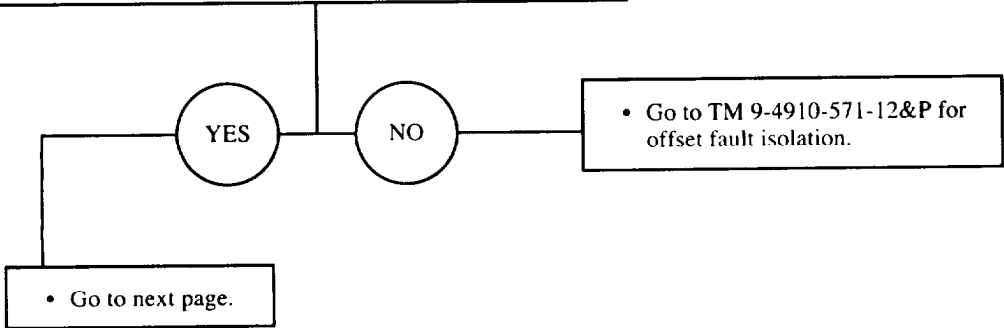 YES
NO
• Go to TM 9-4910-571-12&P for
offset fault isolation.
• Go to next page.